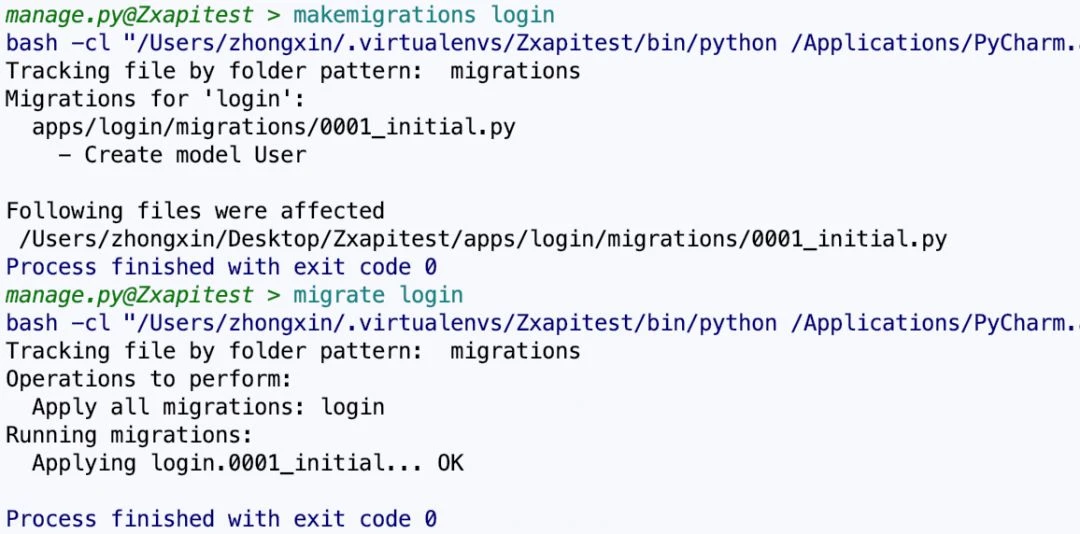 manage.py@Zxapitest > makemigrations login
bash -cl "/Users/zhongxin/.virtualenvs/Zxapitest/bin/python /Applications/PyCharm.
Tracking file by folder pattern:  migrations
Migrations for 'login':
  apps/login/migrations/0001_initial.py
    - Create model User

Following files were affected
 /Users/zhongxin/Desktop/Zxapitest/apps/login/migrations/0001_initial.py
Process finished with exit code 0
manage.py@Zxapitest > migrate login
bash -cl "/Users/zhongxin/.virtualenvs/Zxapitest/bin/python /Applications/PyCharm.
Tracking file by folder pattern:  migrations
Operations to perform:
  Apply all migrations: login
Running migrations:
  Applying login.0001_initial... OK

Process finished with exit code 0